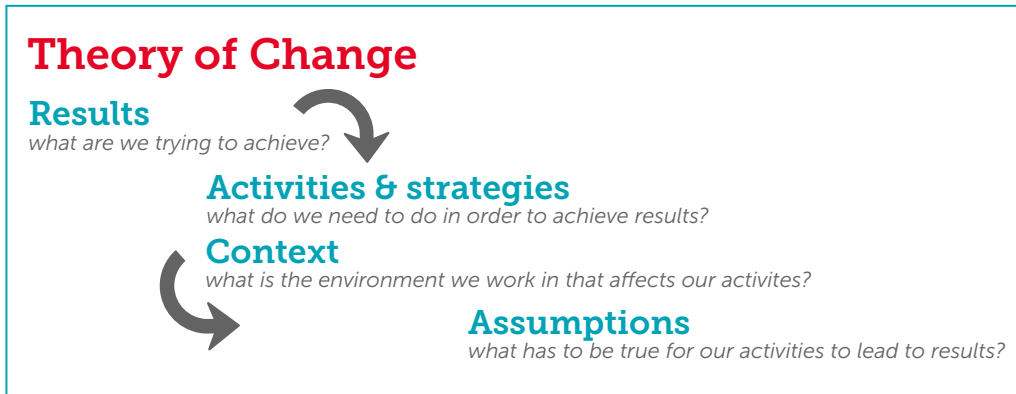 Theory of Change
Results
what are we trying to achieve?
Activities & strategies
what do we need to do in order to achieve results?
Context
what is the environment we work in that affects our activites?
Assumptions
what has to be true for our activities to lead to results?